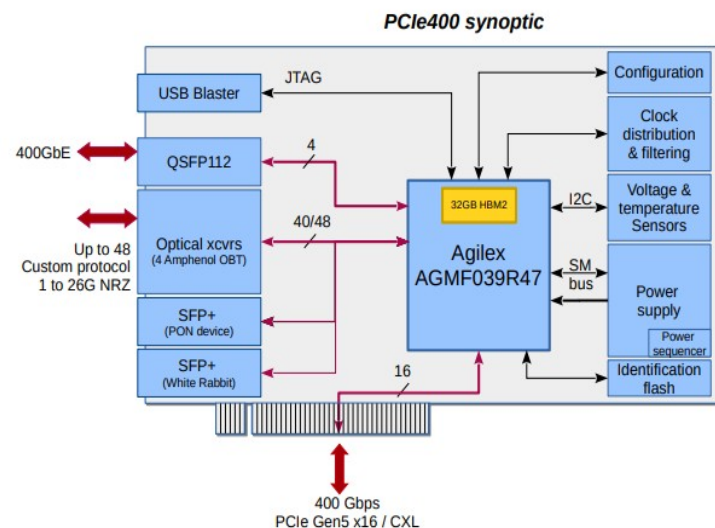 PCIe400 synoptic
USB Blaster
JTAG
Configuration
Clock
distribution
& filtering
400GbE
QSFP112
4
32GB HBM2
I2C
Voltage &
temperature
Sensors
Up to 48
Custom protocol
1 to 26G NRZ
Optical xcvrs
(4 Amphenol OBT)
40/48
Agilex
AGMF039R47
SM
bus
Power
supply
Power
sequencer
SFP+
(PON device)
SFP+
(White Rabbit)
16
Identification
flash
400 Gbps
PCIe Gen5 x16 / CXL